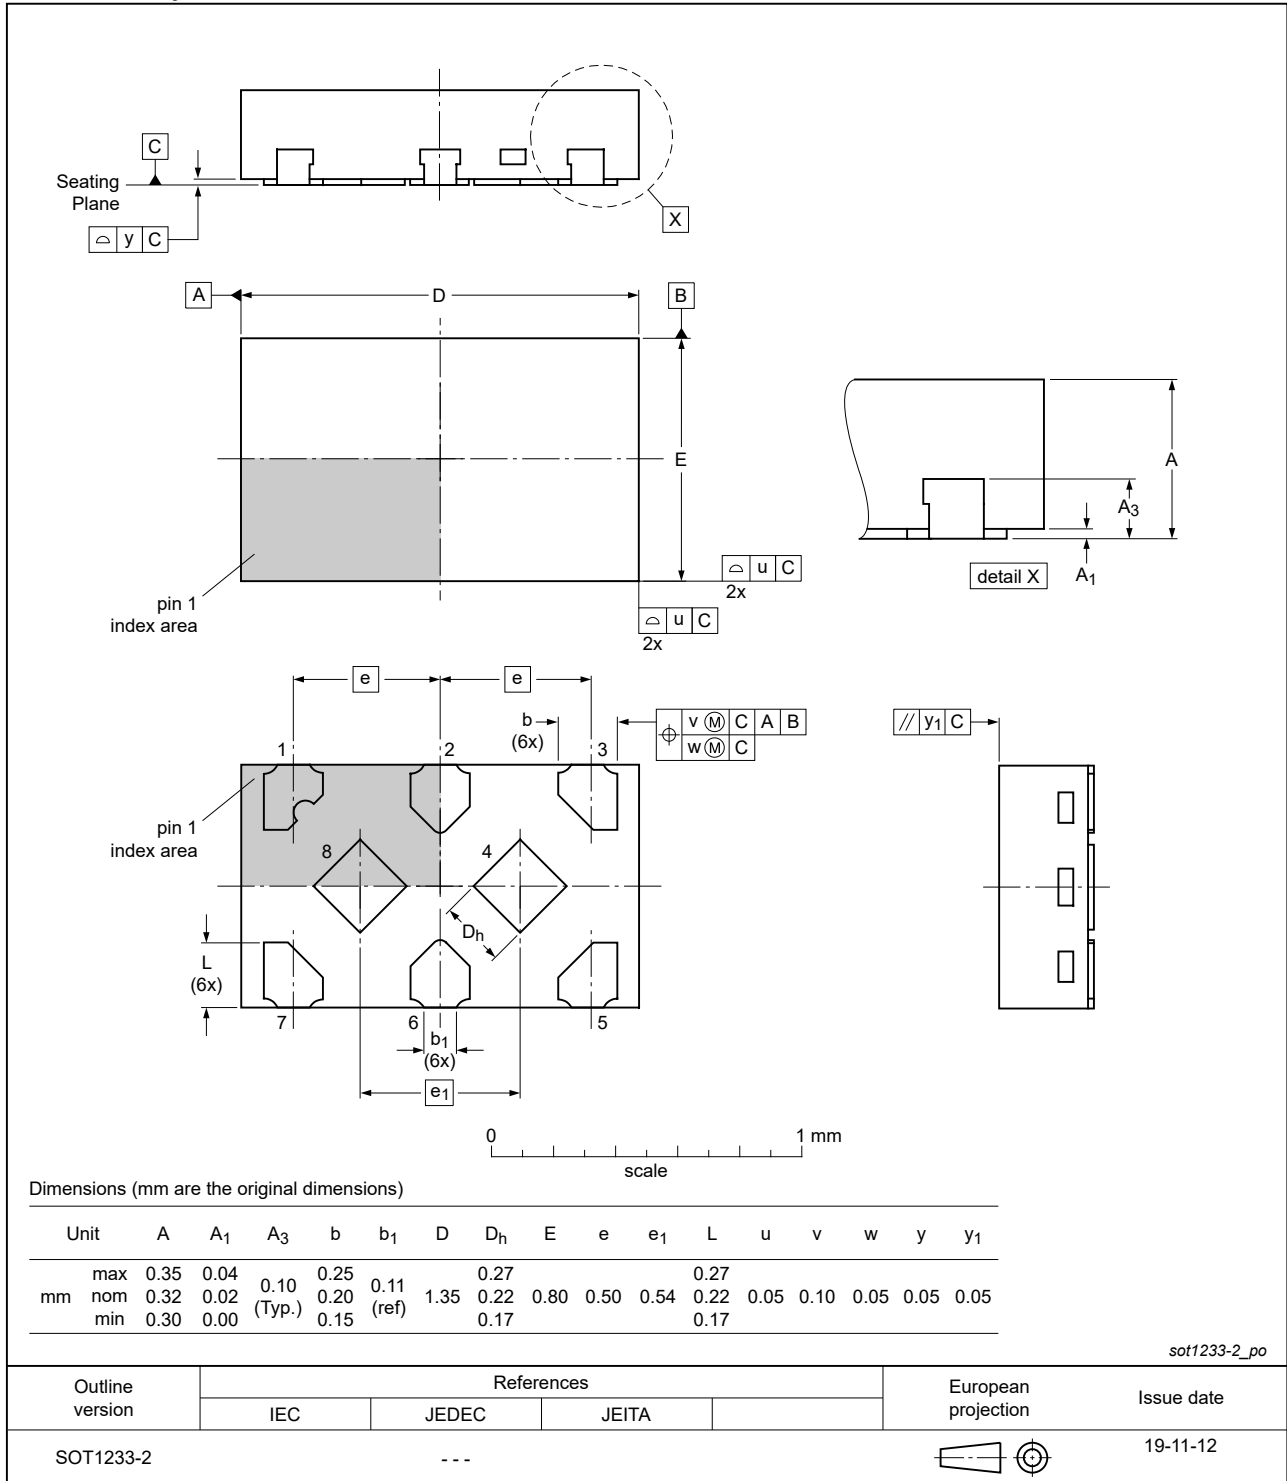 C
Seating
Plane
y C
X
A
D
B
E
A
A3
A1
detail X
pin 1
index area
u C
2x
u C
2x
e
e
b
(6x)
v M C A B
w M C
// y1 C
1
2
3
pin 1
index area
8
4
Dh
L
(6x)
7
6
5
b1
(6x)
e1
0
1 mm
scale
Dimensions (mm are the original dimensions)
Unit A A1 A3 b b1 D Dh E e e1 L u v w y y1
mm
max 0.35 0.04 0.25 0.27 0.27
nom 0.32 0.02 0.10 (Typ.) 0.20 0.11 (ref) 1.35 0.22 0.80 0.50 0.54 0.22 0.05 0.10 0.05 0.05 0.05
min 0.30 0.00 0.15 0.17 0.17
sot1233-2_po
Outline
version
References
IEC JEDEC JEITA
European
projection
Issue date
SOT1233-2
- - -
19-11-12